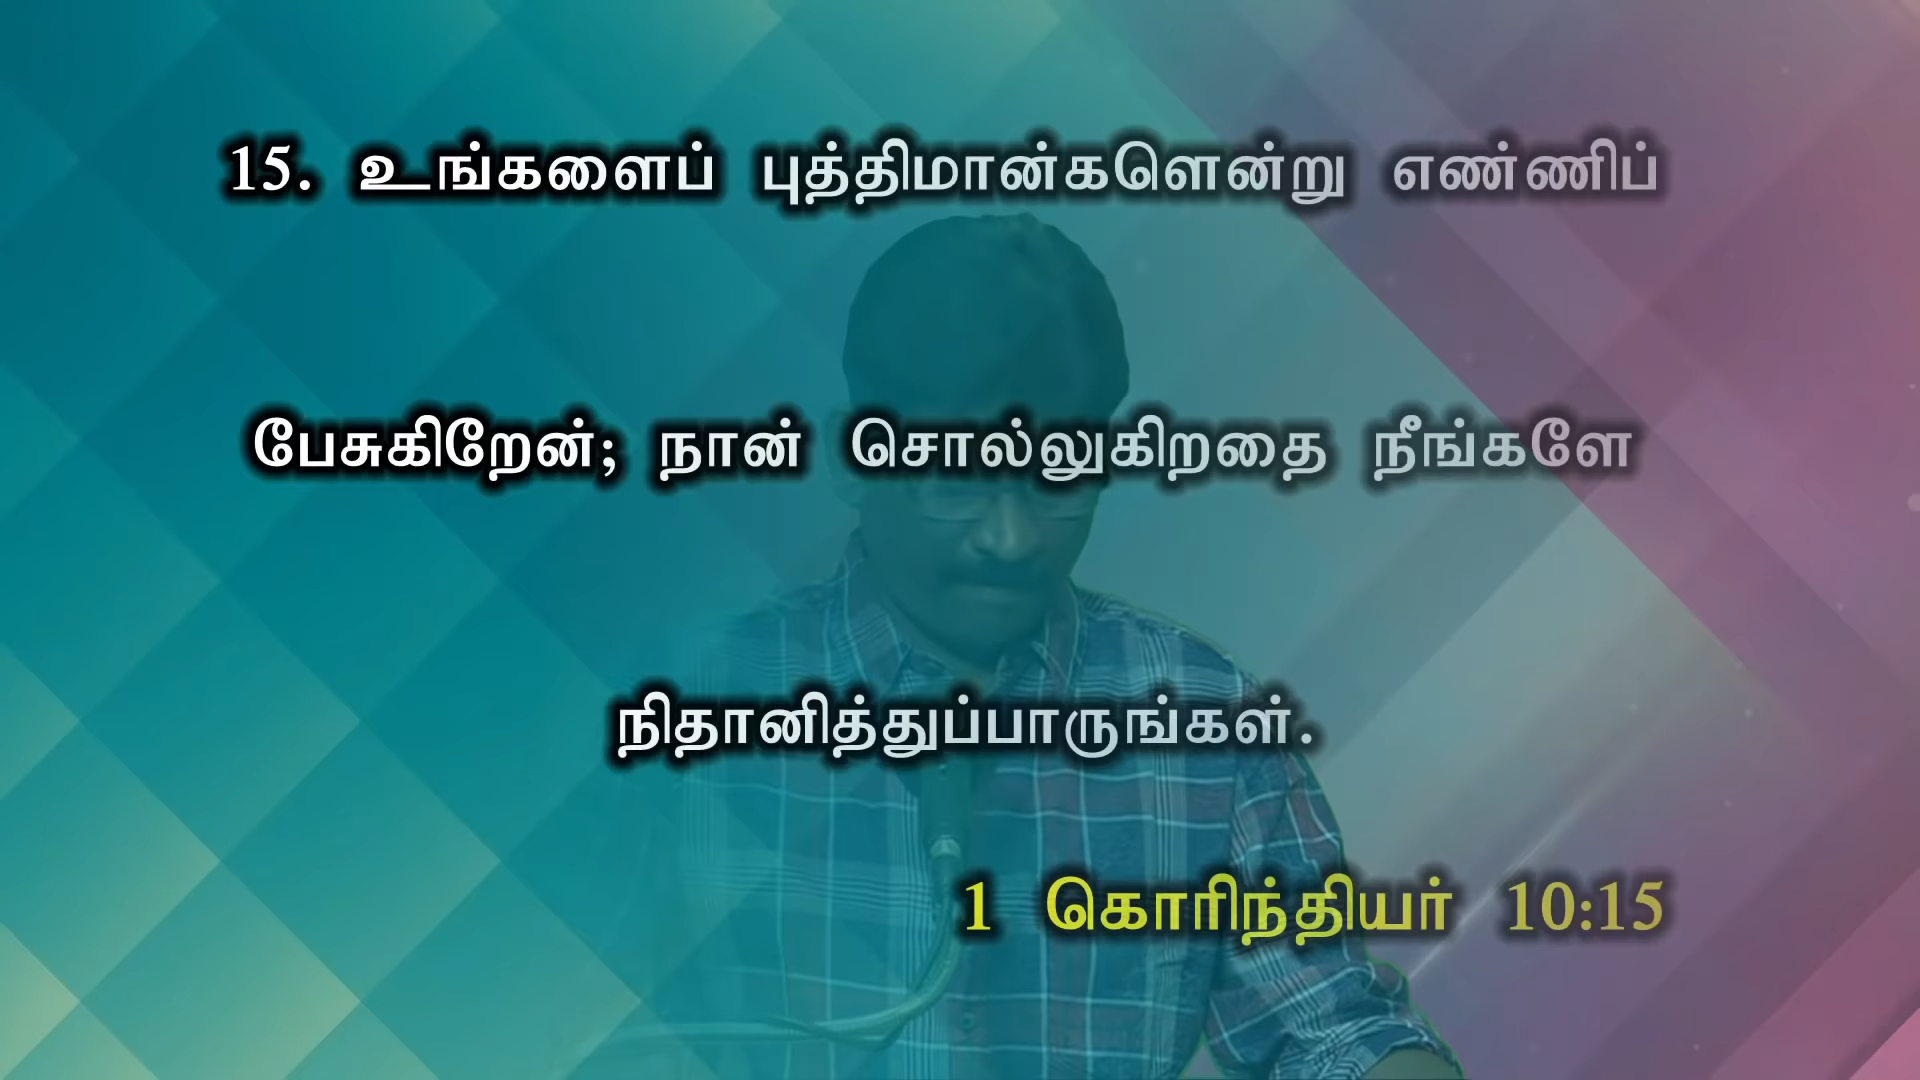 15. உங்களைப் புத்திமான்களென்று எண்ணிப்
பேசுகிறேன்; நான் சொல்லுகிறதை நீங்களே
நிதானித்துப்பாருங்கள்.
1 கொரிந்தியர் 10:15